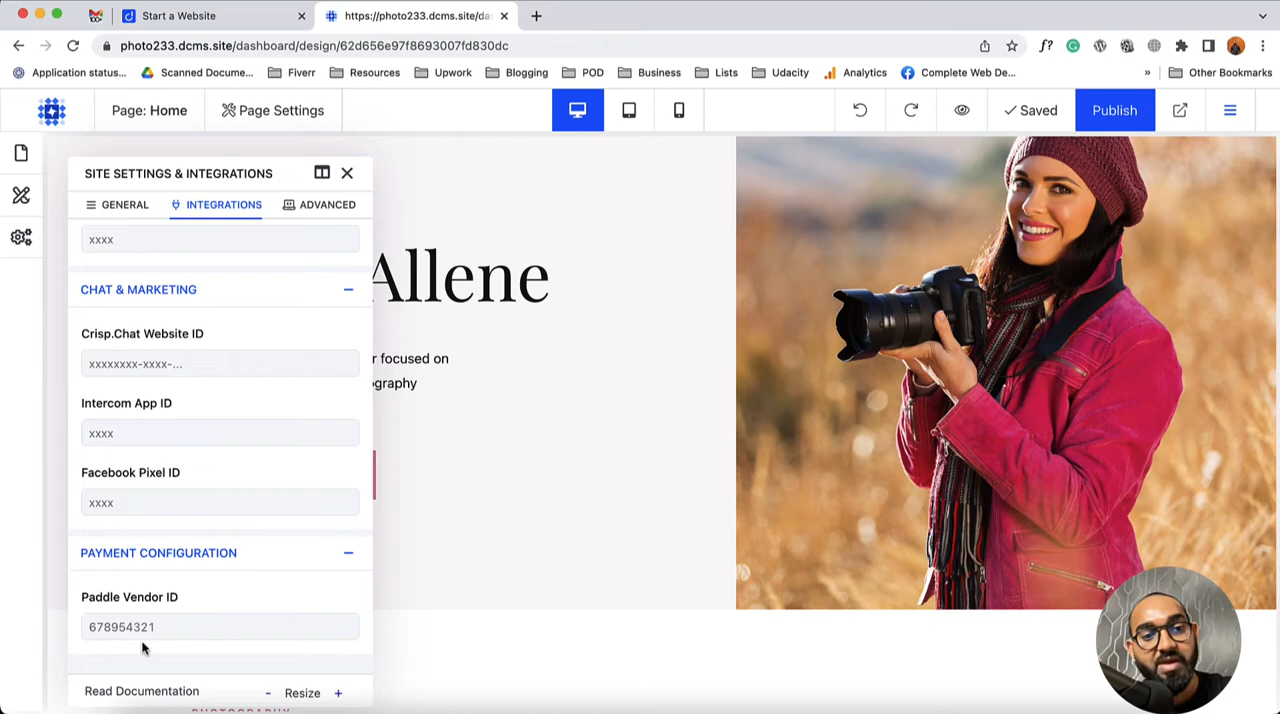 100+
Start a Website
https://photo233.dcms.site/da
photo233.dcms.site/dashboard/design/62d656e97f8693007fd830dc
f?
Application status...
Scanned Docume...
Fiverr
Resources
Upwork
Blogging
POD
Business
Lists
Udacity
Analytics
Complete Web De...
»
Other Bookmarks
Page: Home
Page Settings
Saved
Publish
SITE SETTINGS & INTEGRATIONS
GENERAL
INTEGRATIONS
ADVANCED
xxxx
CHAT & MARKETING
Crisp.Chat Website ID
xxxxxxxx-xxxx-...
Intercom App ID
xxxx
Facebook Pixel ID
xxxx
PAYMENT CONFIGURATION
Paddle Vendor ID
678954321
Read Documentation
- Resize +
Allene
r focused on
ography
PHOTOGRAPHY